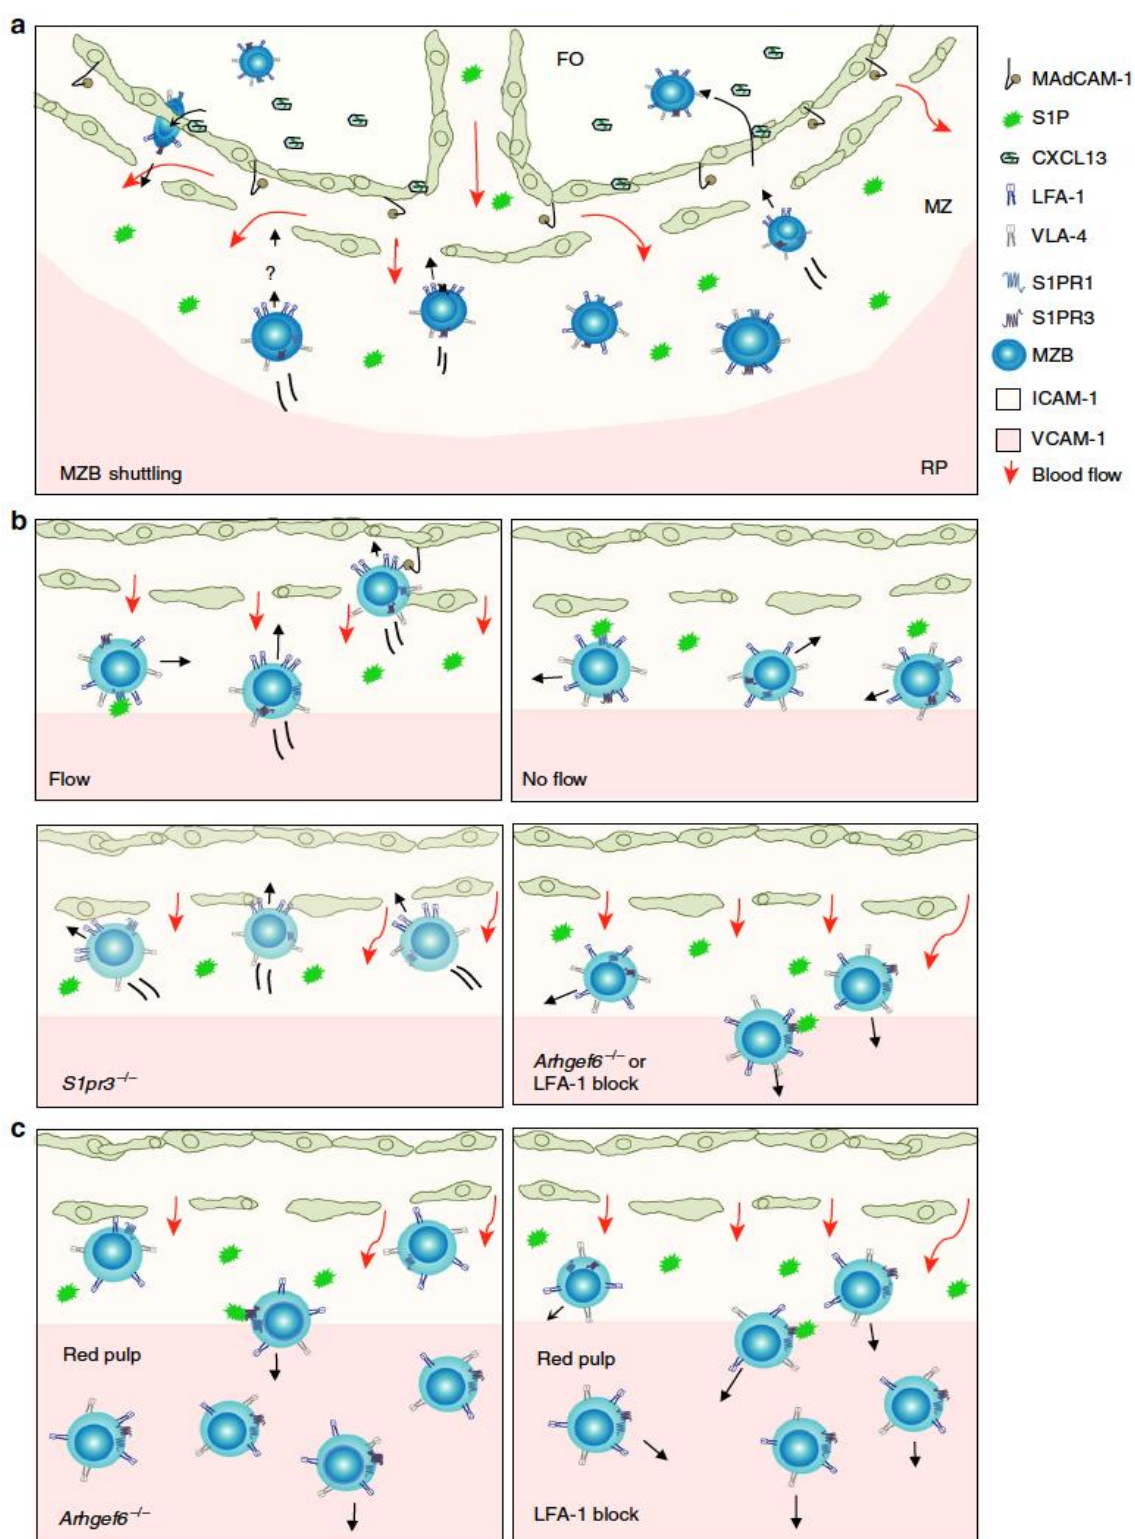 a
FO
MZ
?
MZB shuttling
RP
MAdCAM-1
S1P
CXCL13
LFA-1
VLA-4
S1PR1
S1PR3
MZB
ICAM-1
VCAM-1
Blood flow
b
Flow
No flow
S1pr3–/–
Arhgef6–/– or
LFA-1 block
c
Red pulp
Arhgef6–/–
Red pulp
LFA-1 block